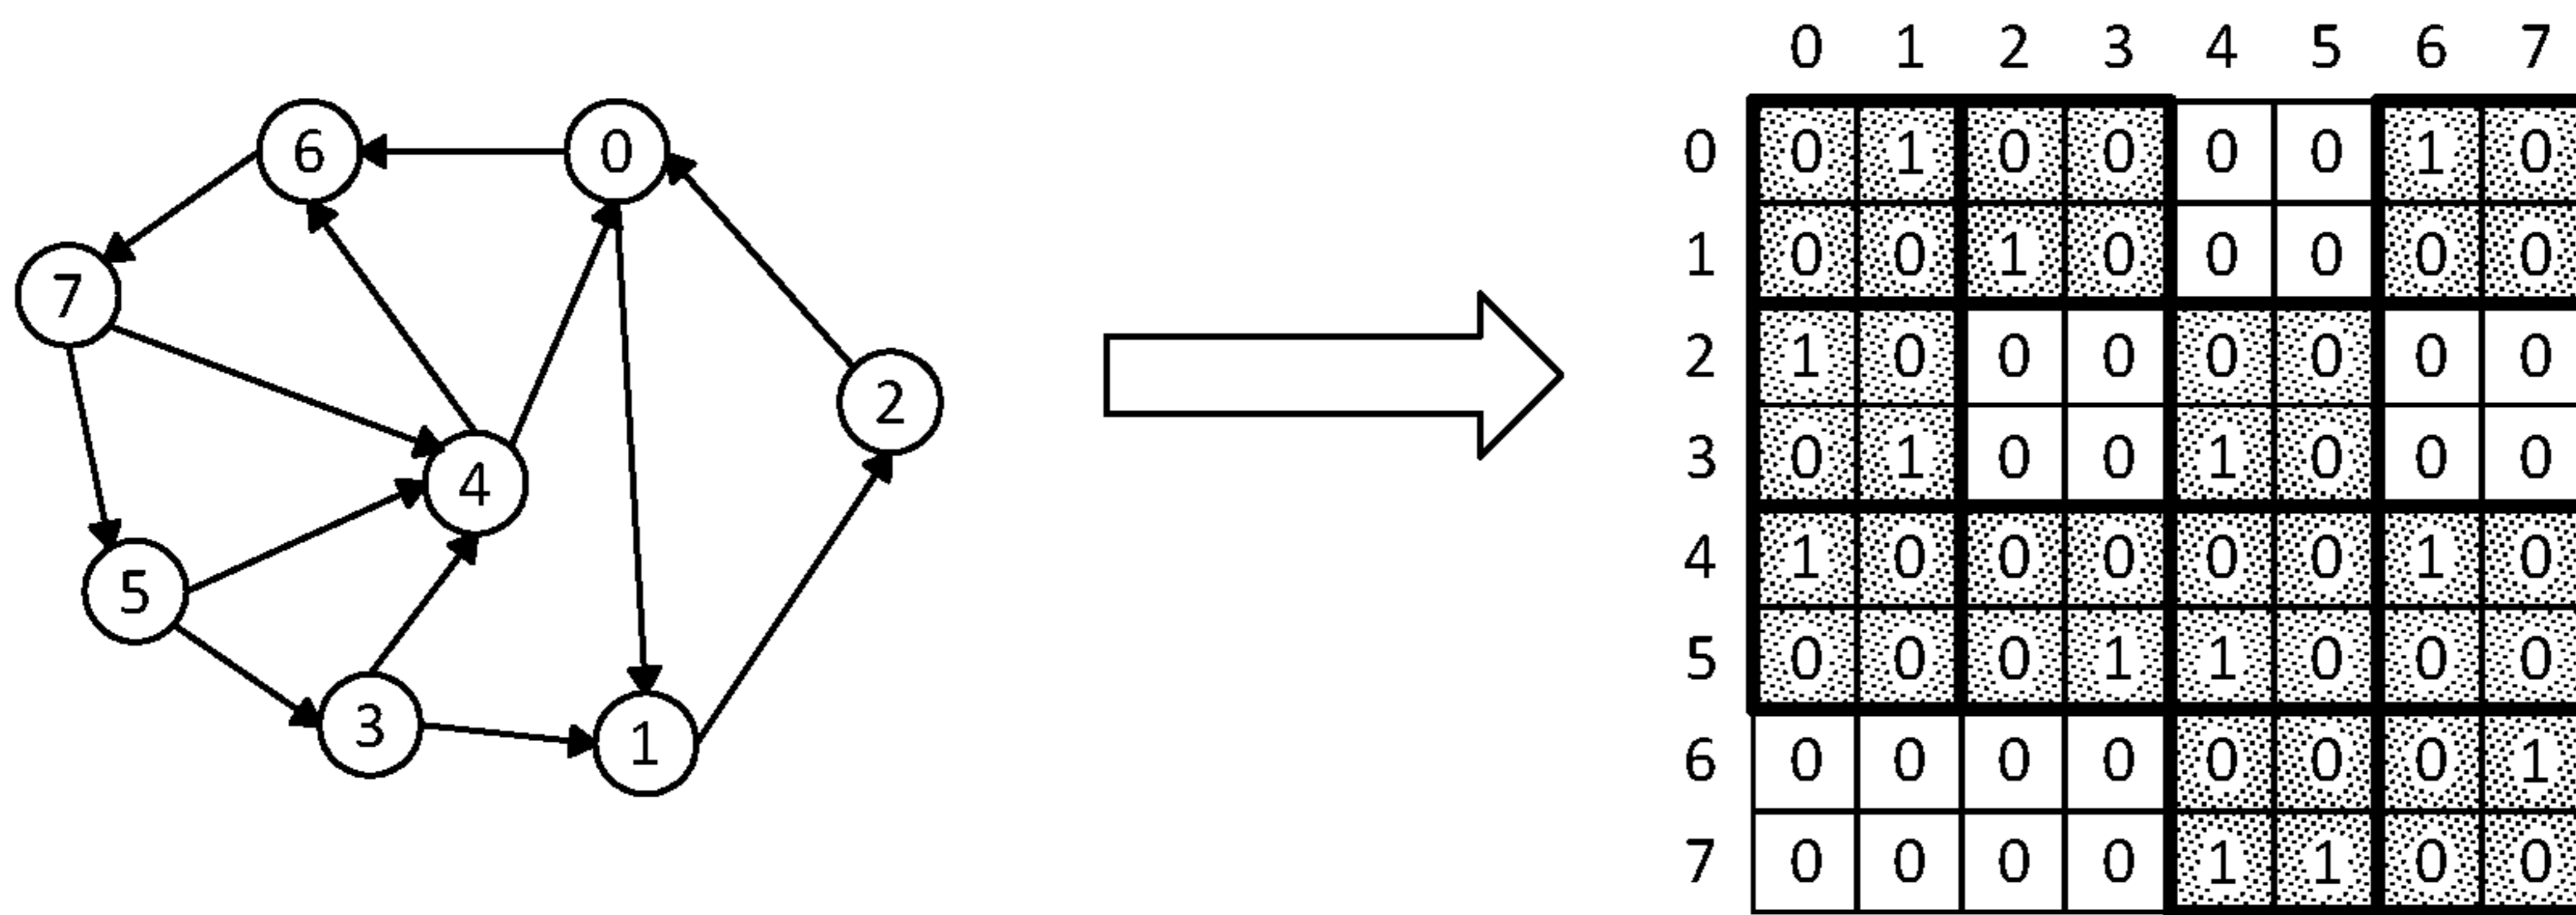 6
0
7
4
2
5
3
1
0 1 2 3 4 5 6 7
0 0 1 0 0 0 0 1 0
1 0 0 1 0 0 0 0 0
2 1 0 0 0 0 0 0 0
3 0 1 0 0 1 0 0 0
4 1 0 0 0 0 0 1 0
5 0 0 0 1 1 0 0 0
6 0 0 0 0 0 0 0 1
7 0 0 0 0 1 1 0 0